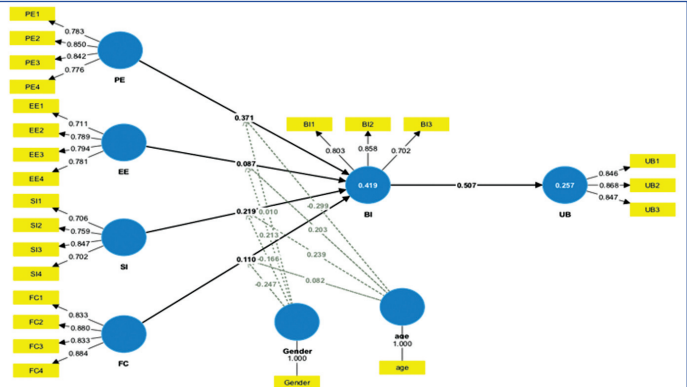 PE1
0.783
PE2
0.850
PE3
0.842
PE4
0.776
PE
EE1
0.711
EE2
0.789
EE3
0.794
EE4
0.781
EE
SI1
0.706
SI2
0.759
SI3
0.847
SI4
0.702
SI
FC1
0.833
FC2
0.880
FC3
0.833
FC4
0.884
FC
0.371
0.087
0.219
0.110
0.010
0.213
-0.166
-0.247
-0.299
0.203
0.239
0.082
BI1
BI2
BI3
0.803
0.858
0.702
0.419
BI
0.507
0.257
UB
0.846
UB1
0.868
UB2
0.847
UB3
Gender
1.000
Gender
age
1.000
age